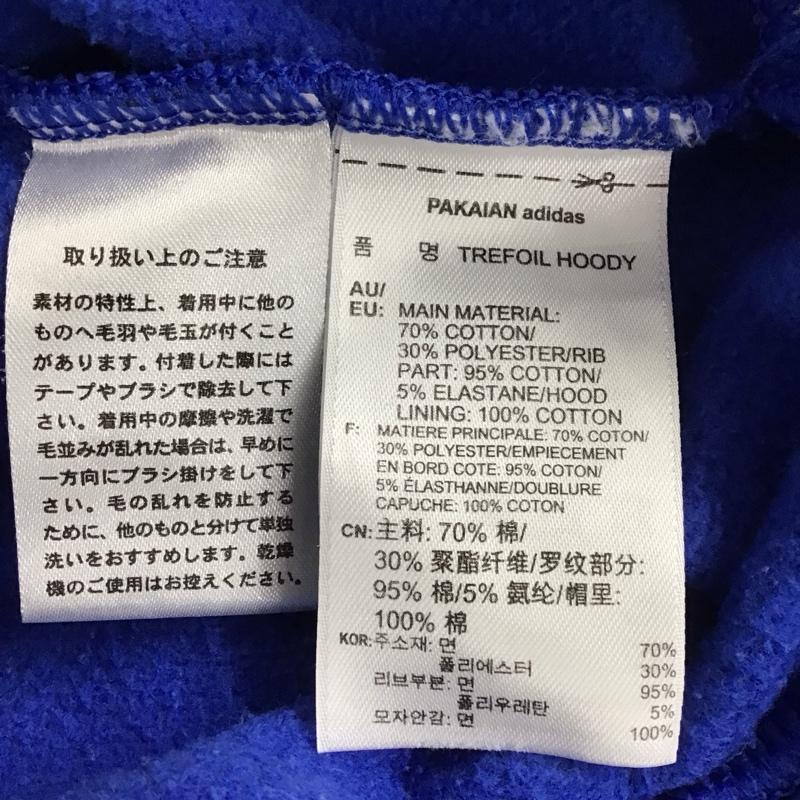 取り扱い上のご注意
素材の特性上、着用中に他の
ものへ毛羽や毛玉が付くこと
があります。付着した際には
テープやブラシで除去して下
さい。着用中の摩擦や洗濯で
毛並みが乱れた場合は、早めに
一方向にブラシ掛けをして下
さい。毛の乱れを防止する
ために、他のものと分けて単独
洗いをおすすめします。乾燥
機のご使用はお控えください。
PAKAIAN adidas
품 명 TREFOIL HOODY
AU/
EU: MAIN MATERIAL:
70% COTTON/
30% POLYESTER/RIB
PART: 95% COTTON/
5% ELASTANE/HOOD
LINING: 100% COTTON
F: MATIERE PRINCIPALE: 70% COTON/
30% POLYESTER/EMPIECEMENT
EN BORD COTE: 95% COTON/
5% ÉLASTHANNE/DOUBLURE
CAPUCHE: 100% COTON
CN: 主料: 70% 棉/
30% 聚酯纤维/罗纹部分:
95% 棉/5% 氨纶/帽里:
100% 棉
KOR: 주소재: 면 70%
폴리에스터 30%
리브부분: 면 95%
폴리우레탄 5%
모자안감: 면 100%